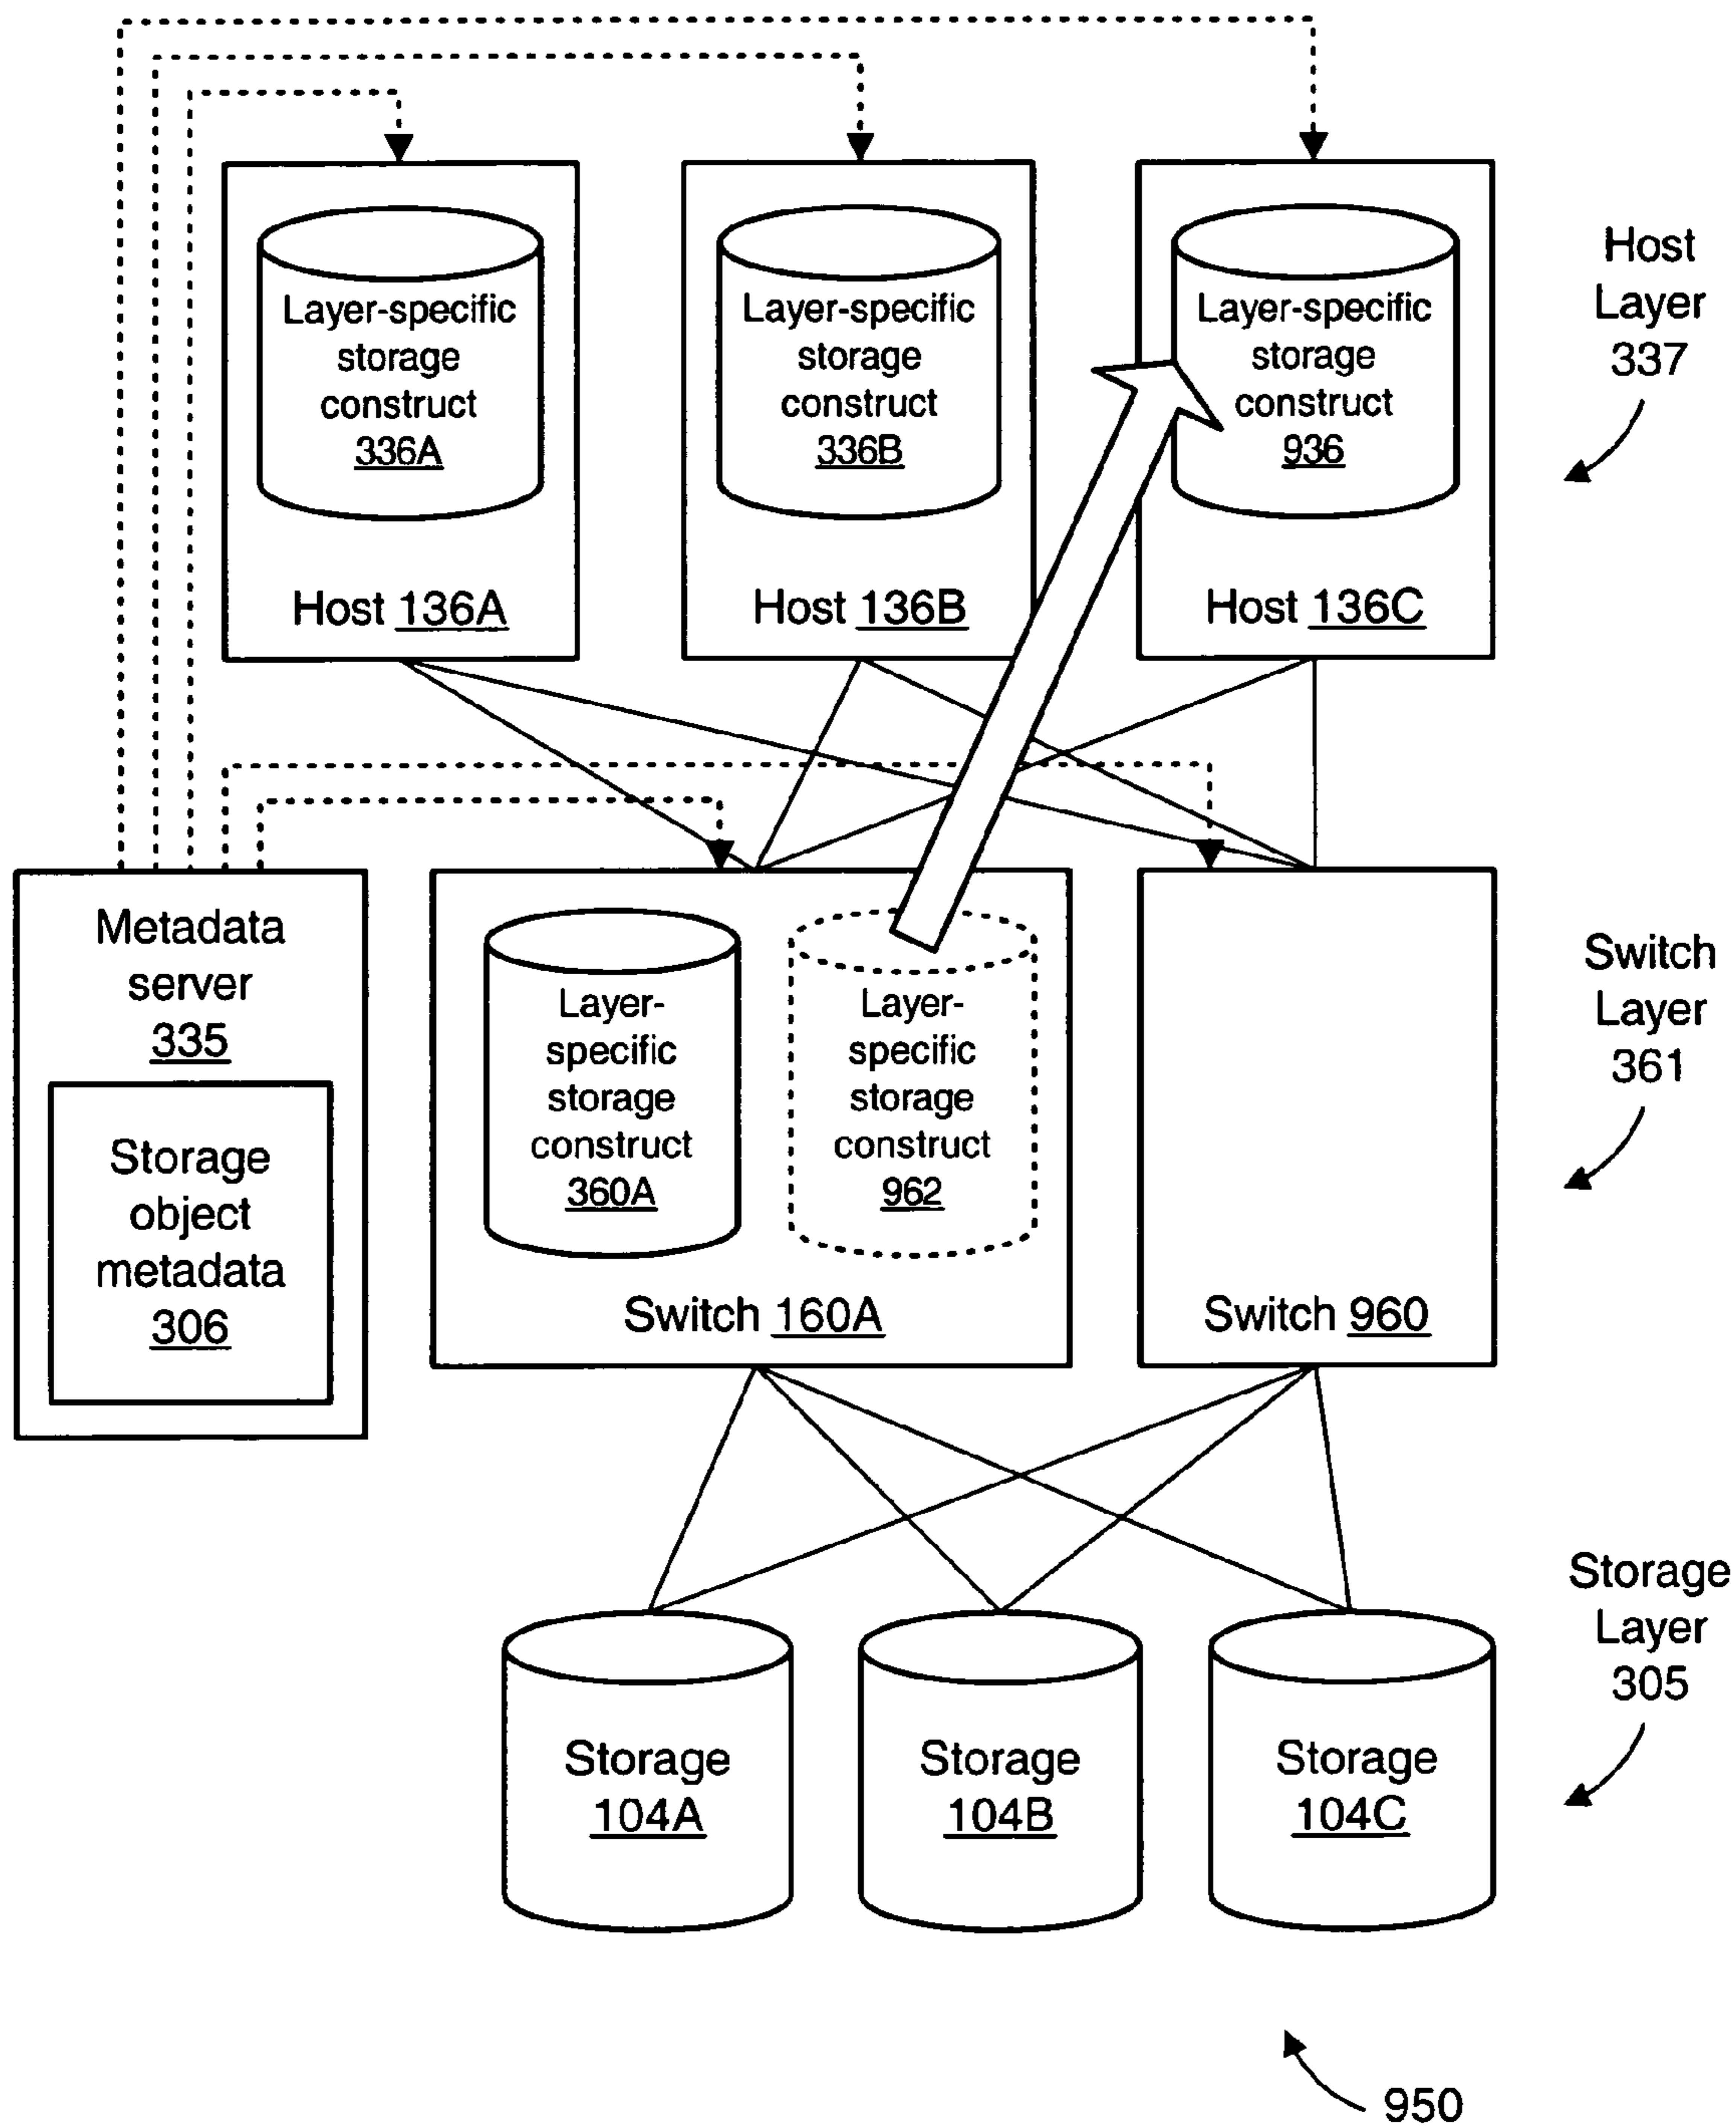 Layer-specific
storage
construct
336A
Host 136A
Layer-specific
storage
construct
336B
Host 136B
Layer-specific
storage
construct
936
Host 136C
Host
Layer
337
Metadata
server
335
Storage
object
metadata
306
Layer-
specific
storage
construct
360A
Layer-
specific
storage
construct
962
Switch 160A
Switch 960
Switch
Layer
361
Storage
104A
Storage
104B
Storage
104C
Storage
Layer
305
950